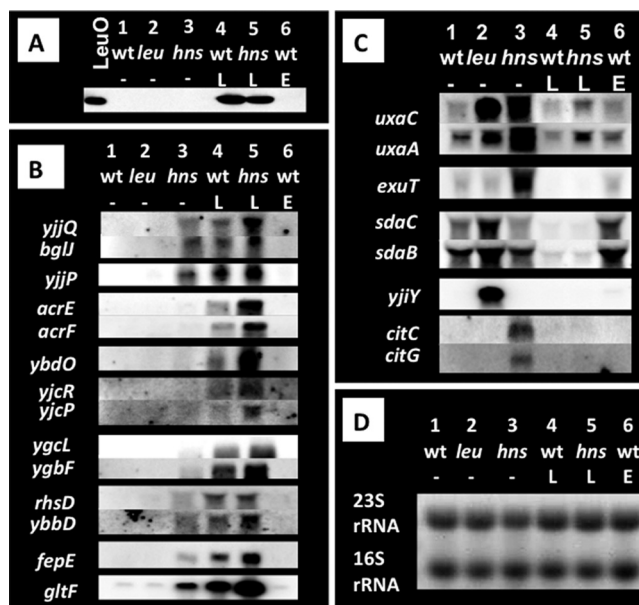 A
LeuO
1 2 3 4 5 6
wt leu hns wt hns wt
- - - L L E
B
1 2 3 4 5 6
wt leu hns wt hns wt
- - - L L E
yjjQ
bglJ
yjjP
acrE
acrF
ybdO
yjcR
yjcP
ygcL
ygbF
rhsD
ybbD
fepE
gltF
C
1 2 3 4 5 6
wt leu hns wt hns wt
- - - L L E
uxaC
uxaA
exuT
sdaC
sdaB
yjiY
citC
citG
D
1 2 3 4 5 6
wt leu hns wt hns wt
- - - L L E
23S
rRNA
16S
rRNA